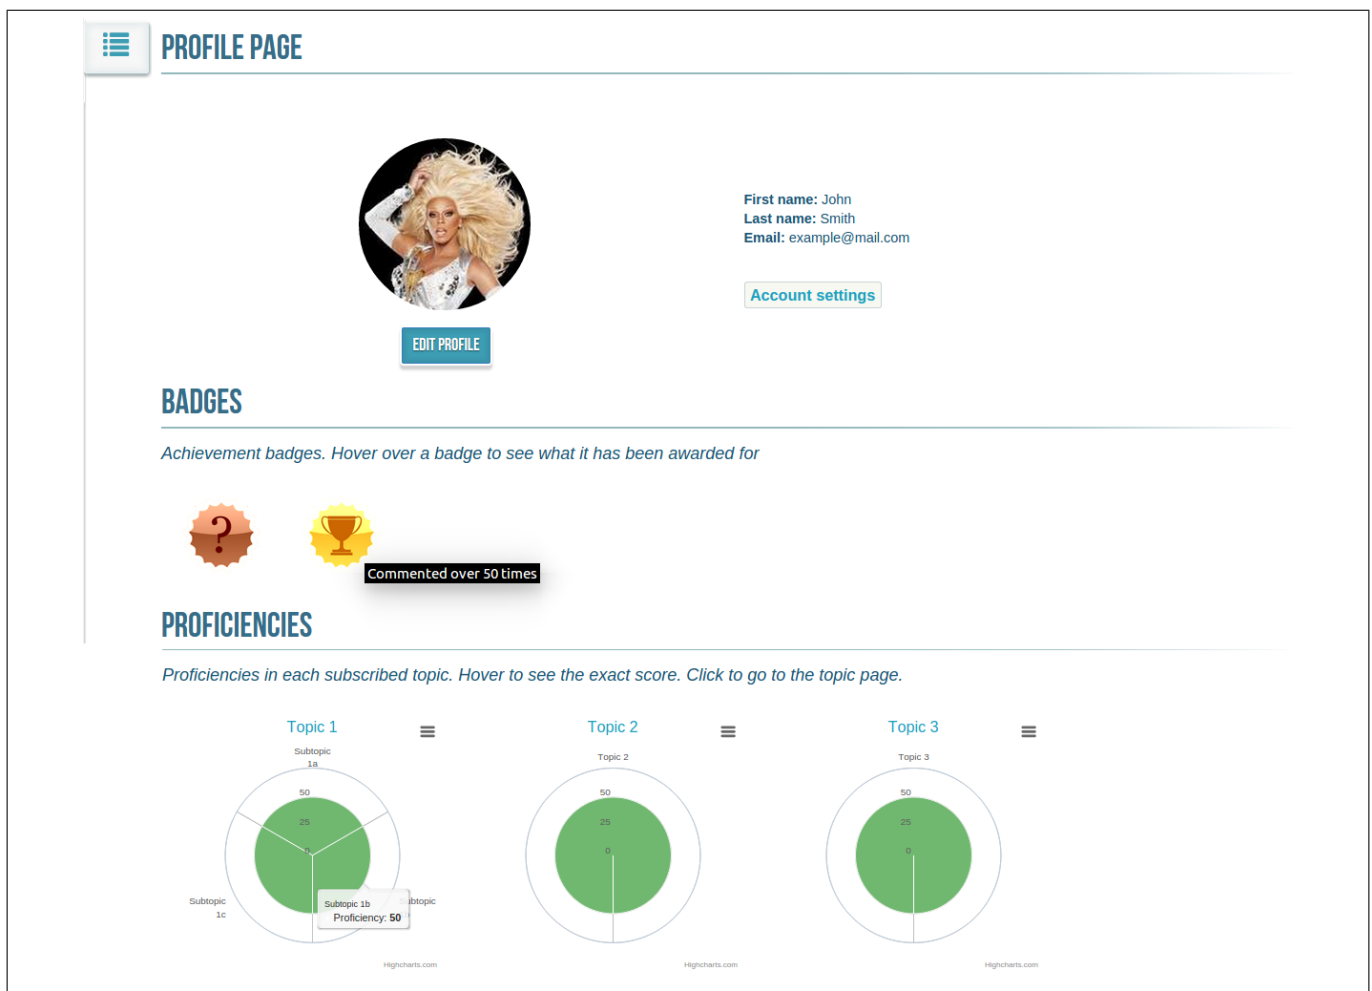 PROFILE PAGE
First name: John
Last name: Smith
Email: example@mail.com
Account settings
EDIT PROFILE
BADGES
Achievement badges. Hover over a badge to see what it has been awarded for
?
Commented over 50 times
PROFICIENCIES
Proficiencies in each subscribed topic. Hover to see the exact score. Click to go to the topic page.
Topic 1
Subtopic
1a
50
25
0
Subtopic
1c
Subtopic 1b
Proficiency: 50
Highcharts.com
Topic 2
Topic 2
50
25
0
Highcharts.com
Topic 3
Topic 3
50
25
0
Highcharts.com